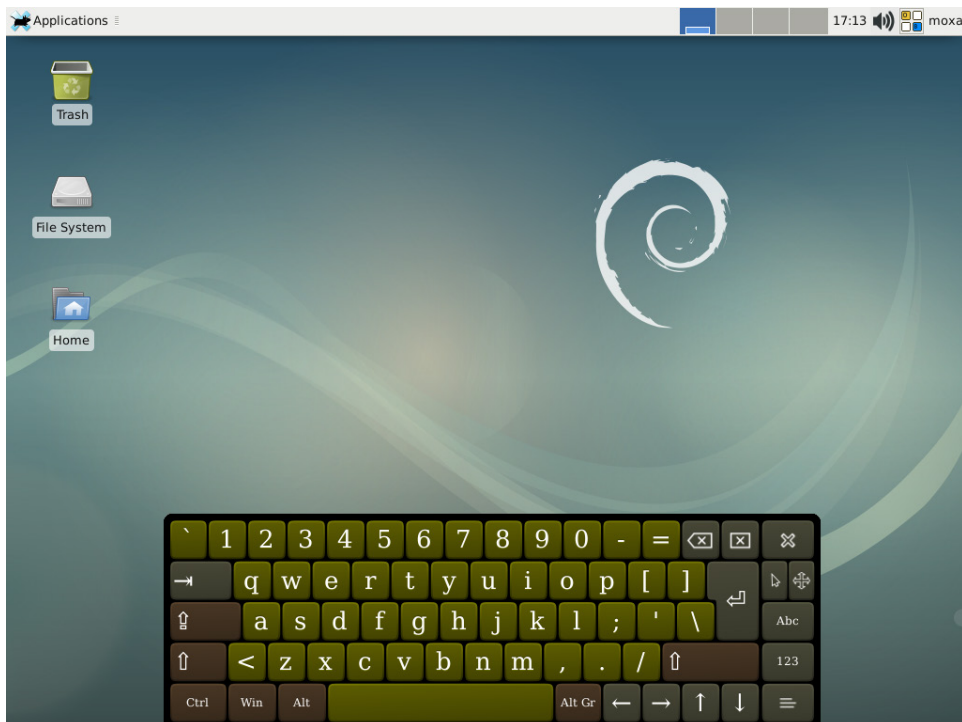 Applications 17:13 moxa
Trash
File System
Home
` 1 2 3 4 5 6 7 8 9 0 - =
q w e r t y u i o p [ ]
a s d f g h j k l ; ' \ Abc
< z x c v b n m , . / 123
Ctrl Win Alt Alt Gr